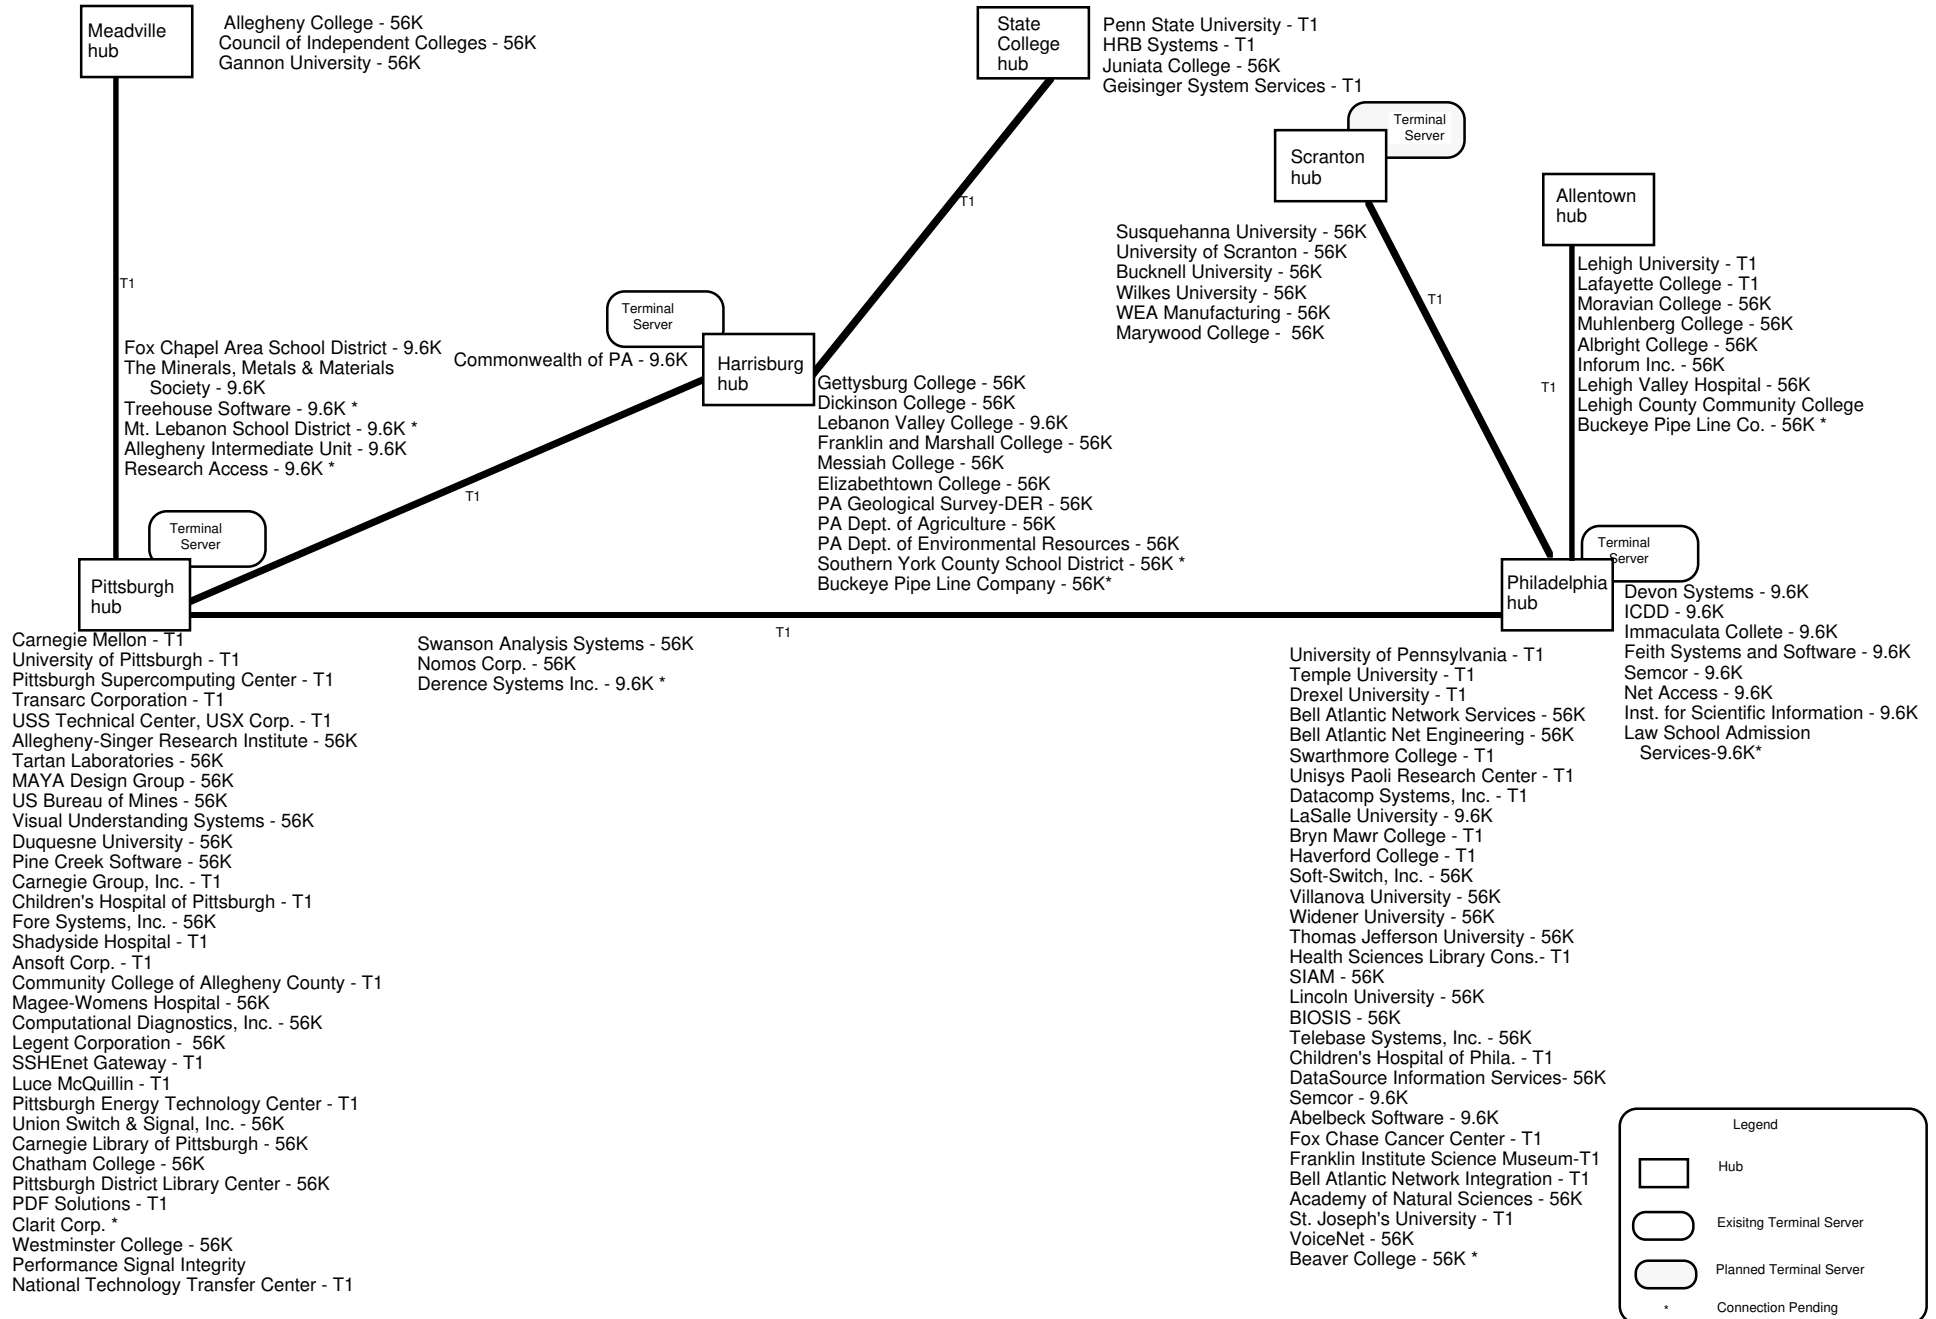 Meadville
hub
Allegheny College - 56K
Council of Independent Colleges - 56K
Gannon University - 56K
State
College
hub
Penn State University - T1
HRB Systems - T1
Juniata College - 56K
Geisinger System Services - T1
Terminal
Server
Scranton
hub
Allentown
hub
T1
Susquehanna University - 56K
University of Scranton - 56K
Bucknell University - 56K
Wilkes University - 56K
WEA Manufacturing - 56K
Marywood College -  56K
T1
Lehigh University - T1
Lafayette College - T1
Moravian College - 56K
Muhlenberg College - 56K
Albright College - 56K
Inforum Inc. - 56K
Lehigh Valley Hospital - 56K
Lehigh County Community College
Buckeye Pipe Line Co. - 56K *
T1
T1
Fox Chapel Area School District - 9.6K
The Minerals, Metals & Materials
Society - 9.6K
Treehouse Software - 9.6K *
Mt. Lebanon School District - 9.6K *
Allegheny Intermediate Unit - 9.6K
Research Access - 9.6K *
Terminal
Server
Commonwealth of PA - 9.6K
Harrisburg
hub
Gettysburg College - 56K
Dickinson College - 56K
Lebanon Valley College - 9.6K
Franklin and Marshall College - 56K
Messiah College - 56K
Elizabethtown College - 56K
PA Geological Survey-DER - 56K
PA Dept. of Agriculture - 56K
PA Dept. of Environmental Resources - 56K
Southern York County School District - 56K *
Buckeye Pipe Line Company - 56K*
T1
Terminal
Server
Pittsburgh
hub
T1
Terminal
Server
Philadelphia
hub
Devon Systems - 9.6K
ICDD - 9.6K
Immaculata Collete - 9.6K
Feith Systems and Software - 9.6K
Semcor - 9.6K
Net Access - 9.6K
Inst. for Scientific Information - 9.6K
Law School Admission
Services-9.6K*
Carnegie Mellon - T1
University of Pittsburgh - T1
Pittsburgh Supercomputing Center - T1
Transarc Corporation - T1
USS Technical Center, USX Corp. - T1
Allegheny-Singer Research Institute - 56K
Tartan Laboratories - 56K
MAYA Design Group - 56K
US Bureau of Mines - 56K
Visual Understanding Systems - 56K
Duquesne University - 56K
Pine Creek Software - 56K
Carnegie Group, Inc. - T1
Children's Hospital of Pittsburgh - T1
Fore Systems, Inc. - 56K
Shadyside Hospital - T1
Ansoft Corp. - T1
Community College of Allegheny County - T1
Magee-Womens Hospital - 56K
Computational Diagnostics, Inc. - 56K
Legent Corporation -  56K
SSHEnet Gateway - T1
Luce McQuillin - T1
Pittsburgh Energy Technology Center - T1
Union Switch & Signal, Inc. - 56K
Carnegie Library of Pittsburgh - 56K
Chatham College - 56K
Pittsburgh District Library Center - 56K
PDF Solutions - T1
Clarit Corp. *
Westminster College - 56K
Performance Signal Integrity
National Technology Transfer Center - T1
Swanson Analysis Systems - 56K
Nomos Corp. - 56K
Derence Systems Inc. - 9.6K *
University of Pennsylvania - T1
Temple University - T1
Drexel University - T1
Bell Atlantic Network Services - 56K
Bell Atlantic Net Engineering - 56K
Swarthmore College - T1
Unisys Paoli Research Center - T1
Datacomp Systems, Inc. - T1
LaSalle University - 9.6K
Bryn Mawr College - T1
Haverford College - T1
Soft-Switch, Inc. - 56K
Villanova University - 56K
Widener University - 56K
Thomas Jefferson University - 56K
Health Sciences Library Cons.- T1
SIAM - 56K
Lincoln University - 56K
BIOSIS - 56K
Telebase Systems, Inc. - 56K
Children's Hospital of Phila. - T1
DataSource Information Services- 56K
Semcor - 9.6K
Abelbeck Software - 9.6K
Fox Chase Cancer Center - T1
Franklin Institute Science Museum-T1
Bell Atlantic Network Integration - T1
Academy of Natural Sciences - 56K
St. Joseph's University - T1
VoiceNet - 56K
Beaver College - 56K *
Legend
Hub
Exisitng Terminal Server
Planned Terminal Server
* Connection Pending